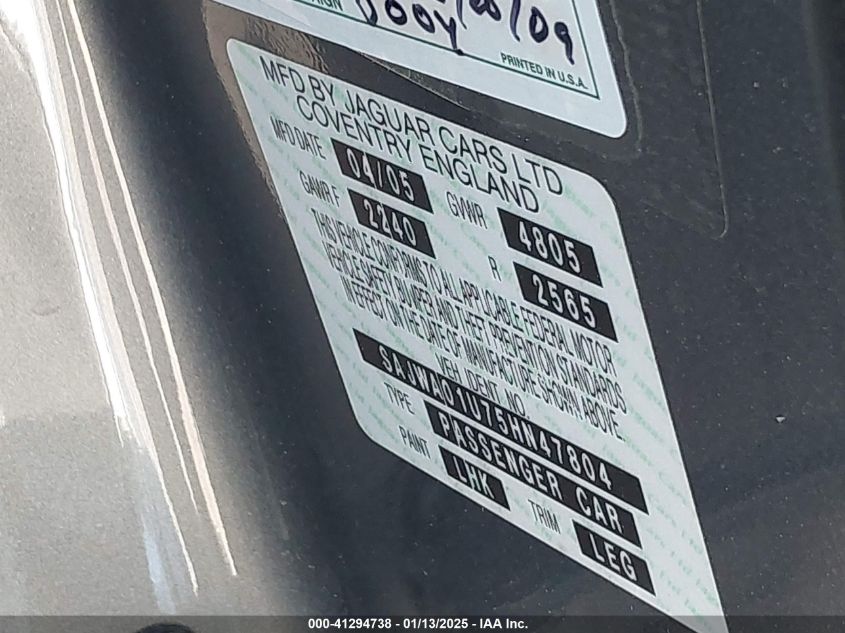 D004 /09
PRINTED IN U.S.A.
MFD BY JAGUAR CARS LTD
COVENTRY ENGLAND
MFD DATE 04/05 GVWR 4805
GAWR F 2240 R 2565
THIS VEHICLE CONFORMS TO ALL APPLICABLE FEDERAL MOTOR
VEHICLE SAFETY BUMPER AND THEFT PREVENTION STANDARDS
IN EFFECT ON THE DATE OF MANUFACTURE SHOWN ABOVE.
VEH. IDENT. NO.
SAJWA01U75HN47804
TYPE PASSENGER CAR
PAINT LHK TRIM LEG
000-41294738 - 01/13/2025 - IAA Inc.